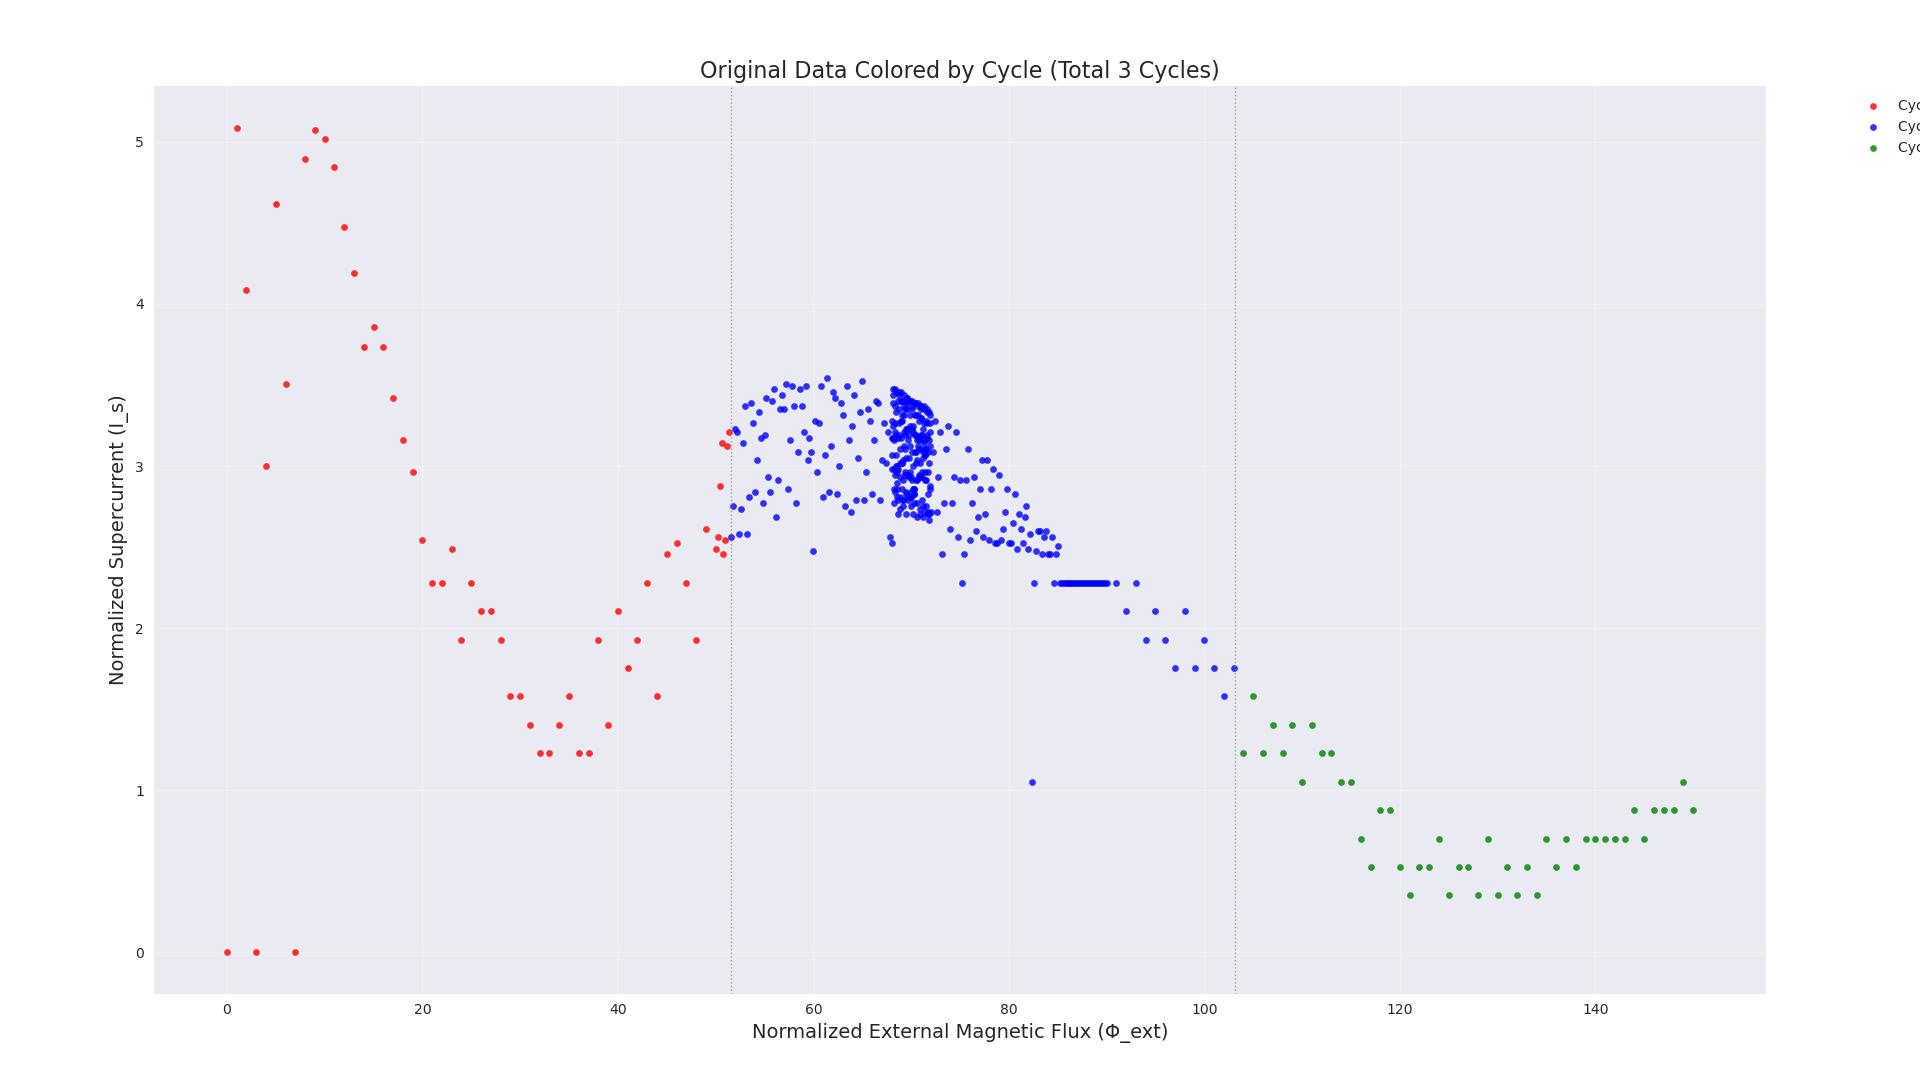 Original Data Colored by Cycle (Total 3 Cycles)
Cyc
Cyc
Cyc
5
4
3
2
1
0
Normalized Supercurrent (I_s)
0 20 40 60 80 100 120 140
Normalized External Magnetic Flux (Φ_ext)